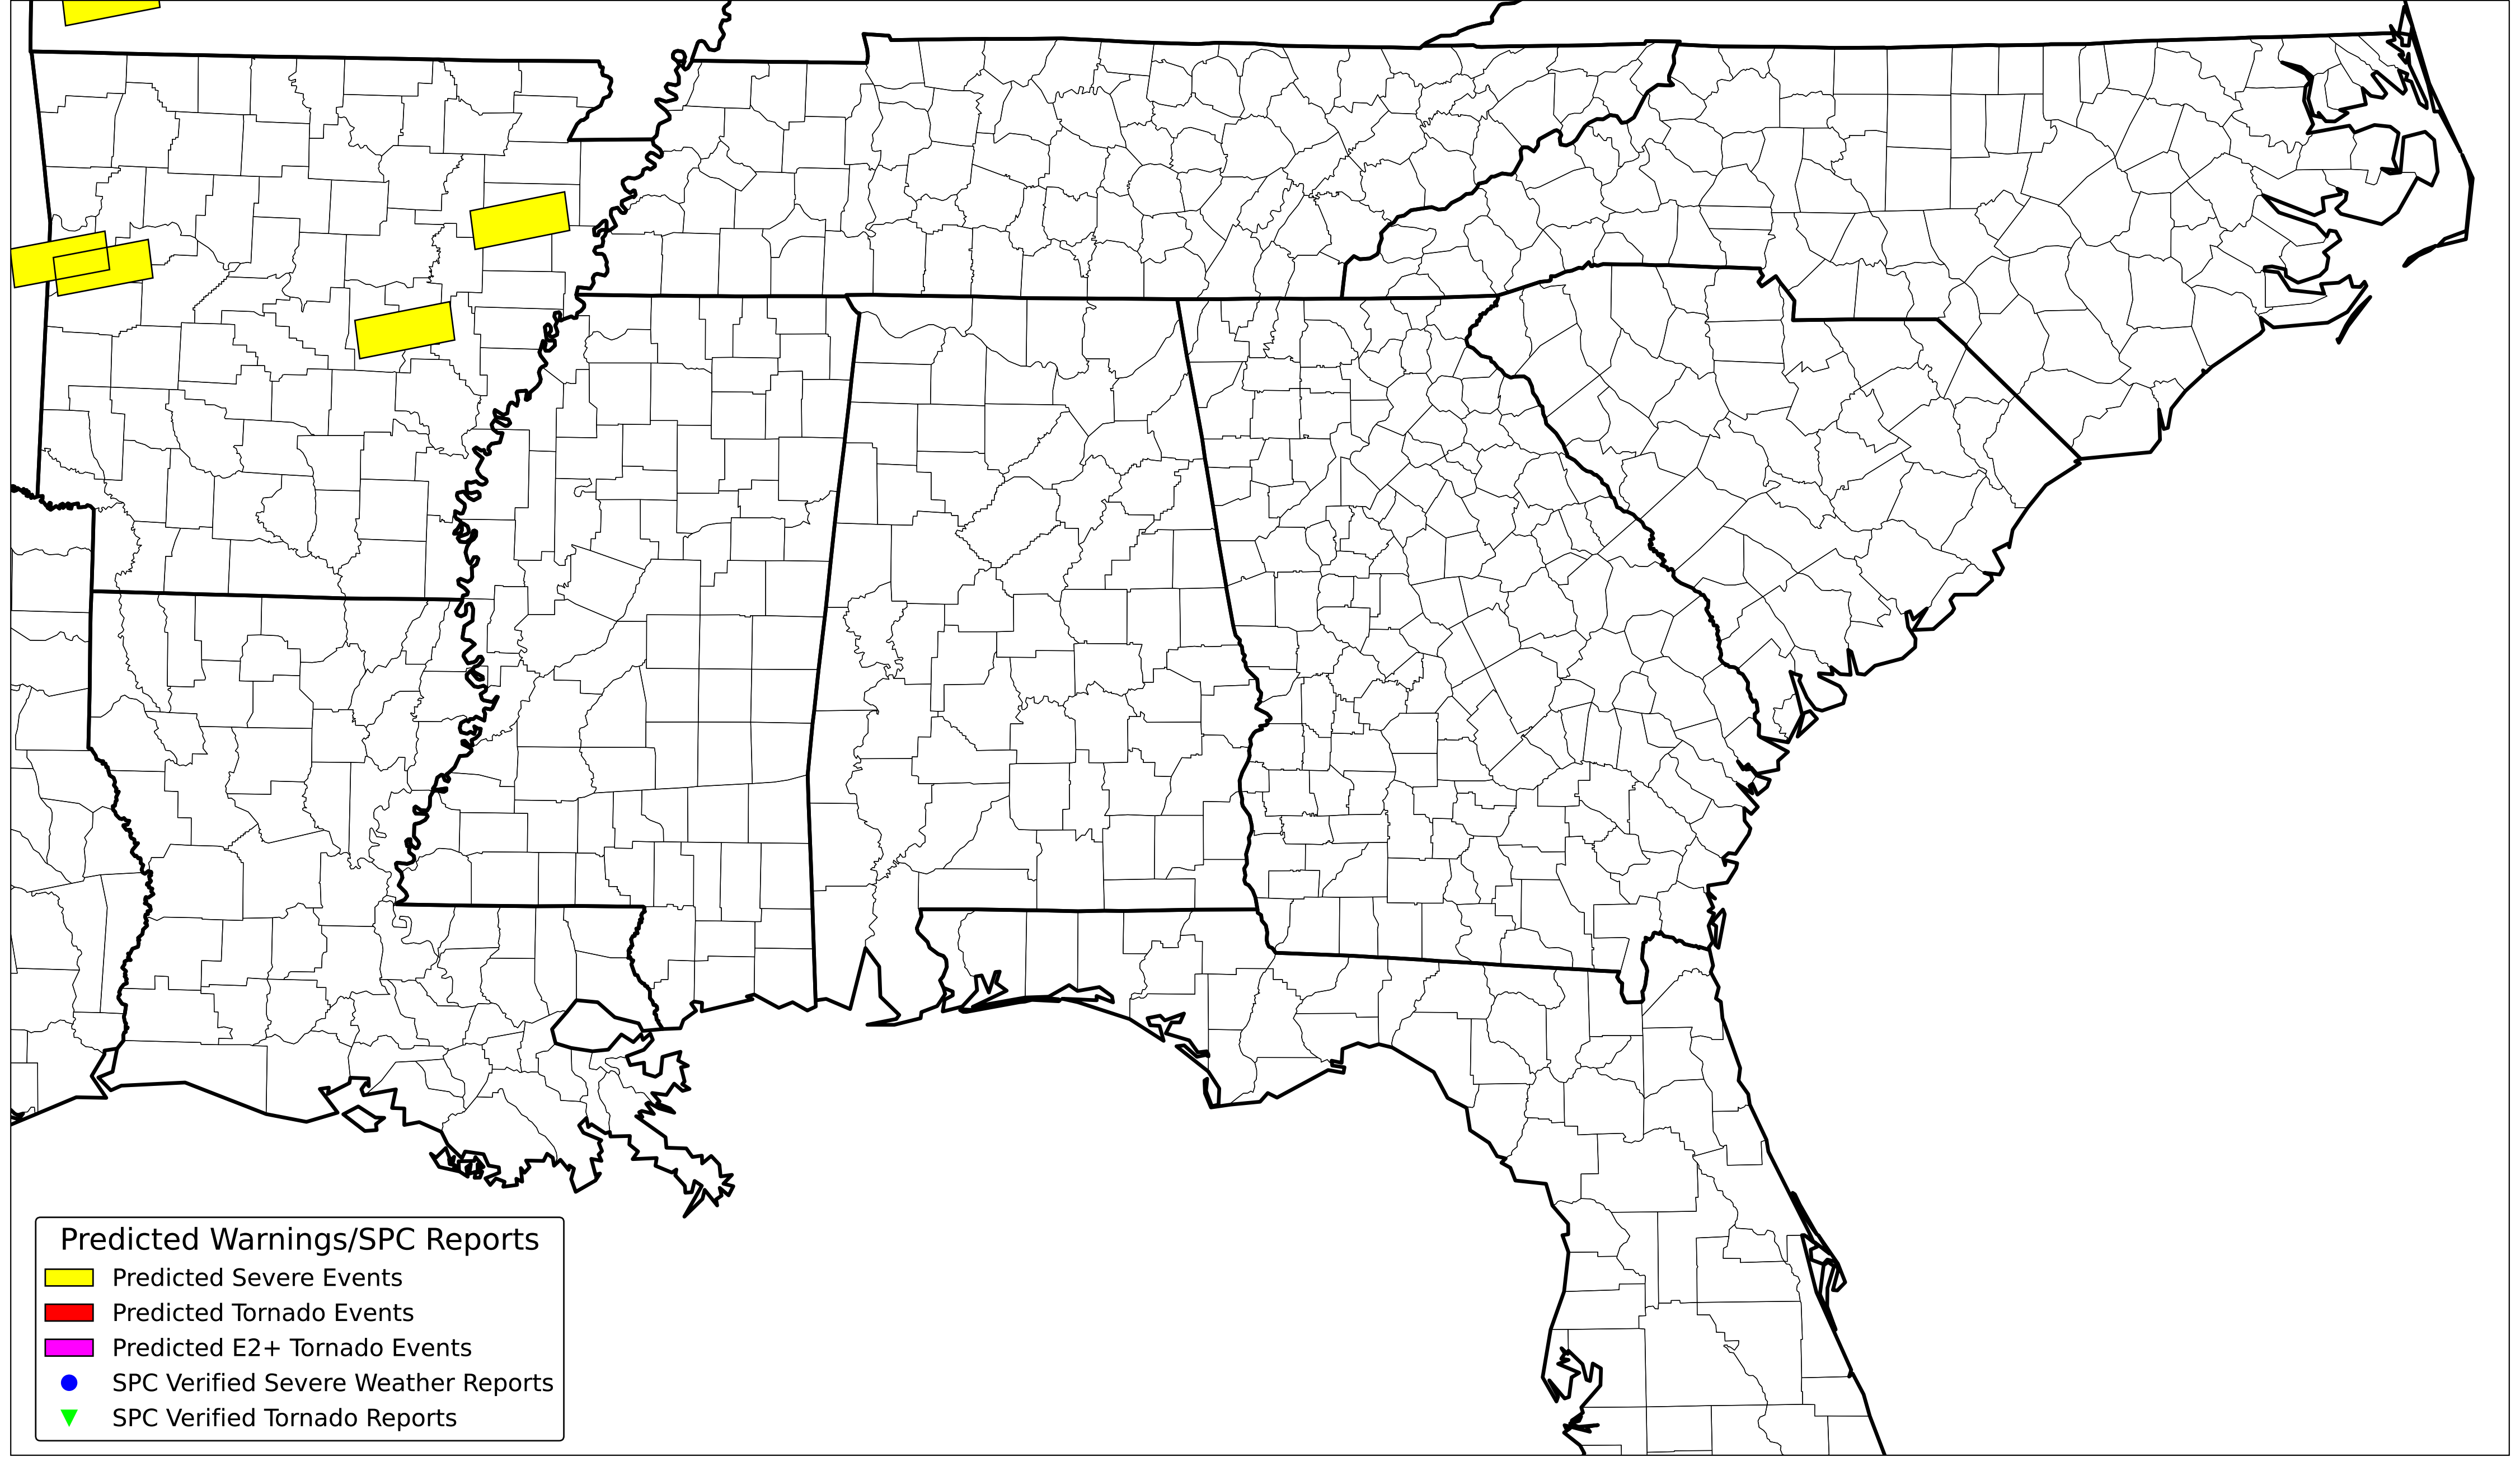 Predicted Warnings/SPC Reports
Predicted Severe Events
Predicted Tornado Events
Predicted E2+ Tornado Events
SPC Verified Severe Weather Reports
SPC Verified Tornado Reports